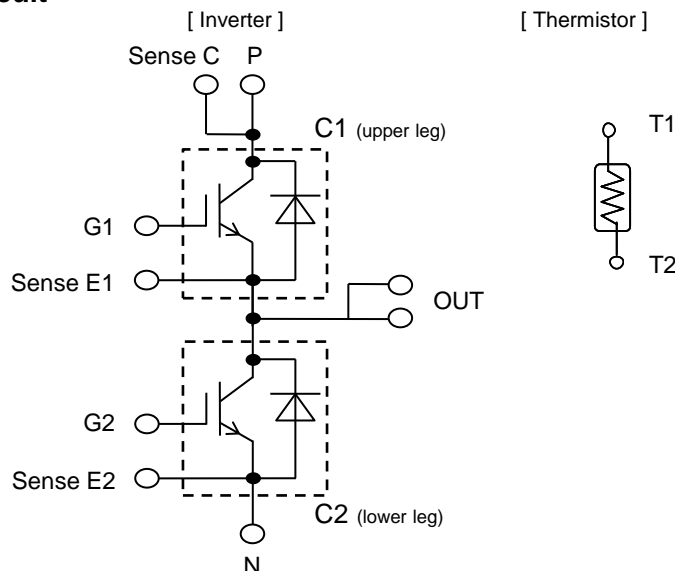 [ Inverter ]
[ Thermistor ]
Sense C
P
C1 (upper leg)
T1
G1
Sense E1
T2
OUT
G2
Sense E2
C2 (lower leg)
N